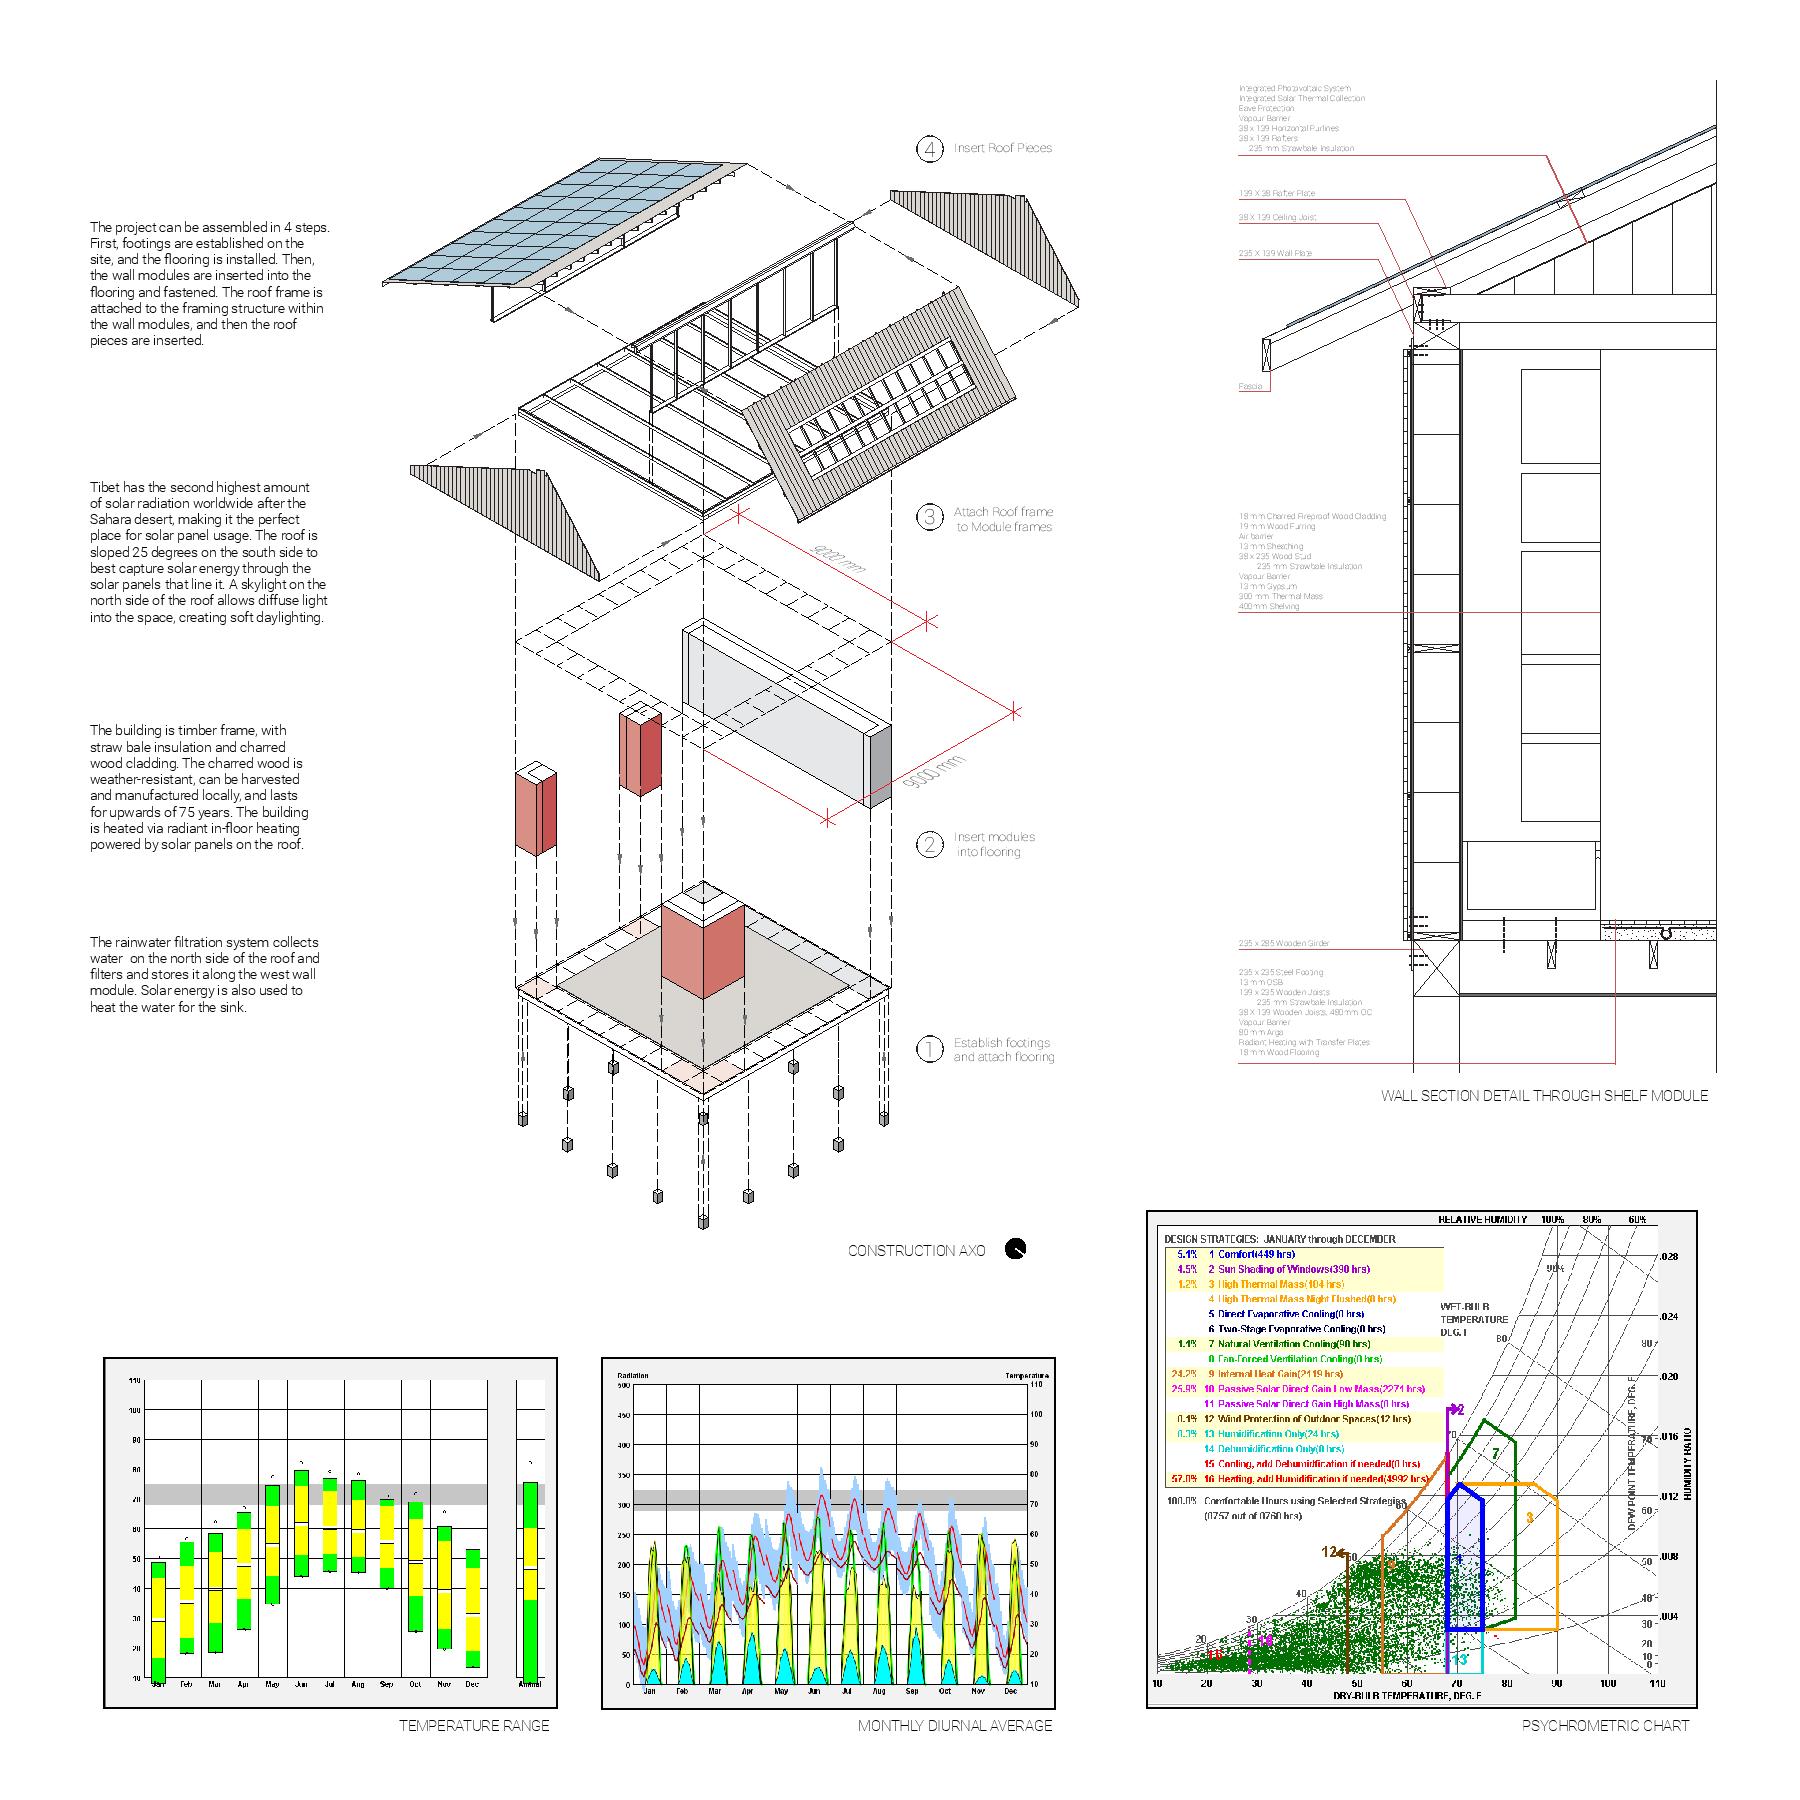 The project can be assembled in 4 steps.
First, footings are established on the
site, and the flooring is installed. Then,
the wall modules are inserted into the
flooring and fastened. The roof frame is
attached to the framing structure within
the wall modules, and then the roof
pieces are inserted.
Tibet has the second highest amount
of solar radiation worldwide after the
Sahara desert, making it the perfect
place for solar panel usage. The roof is
sloped 25 degrees on the south side to
best capture solar energy through the
solar panels that line it. A skylight on the
north side of the roof allows diffuse light
into the space, creating soft daylighting.
The building is timber frame, with
straw bale insulation and charred
wood cladding. The charred wood is
weather-resistant, can be harvested
and manufactured locally, and lasts
for upwards of 75 years. The building
is heated via radiant in-floor heating
powered by solar panels on the roof.
The rainwater filtration system collects
water on the north side of the roof and
filters and stores it along the west wall
module. Solar energy is also used to
heat the water for the sink.
4 Insert Roof Pieces
3 Attach Roof frame
to Module frames
9000 mm
9000 mm
2 Insert modules
into flooring
1 Establish footings
and attach flooring
CONSTRUCTION AXO
Integrated Photovoltaic System
Integrated Solar Thermal Collection
Eave Protection
Vapour Barrier
38 x 139 Horizontal Purlines
38 x 139 Rafters
235 mm Strawbale Insulation
139 X 38 Rafter Plate
38 X 139 Ceiling Joist
235 X 139 Wall Plate
Fascia
19 mm Wood Furring
Air barrier
13 mm Sheathing
38 x 235 Wood Stud
235 mm Strawbale Insulation
Vapour Barrier
13 mm Gypsum
300 mm Thermal Mass
400mm Shelving
235 x 285 Wooden Girder
235 x 235 Steel Footing
13 mm OSB
139 x 235 Wooden Joists
235 mm Strawbale Insulation
Vapour Barrier
80 mm Arga
Radiant Heating with Transfer Plates
WALL SECTION DETAIL THROUGH SHELF MODULE
110
100
90
80
70
60
50
40
30
20
10
Jan Feb Mar Apr May Jun Jul Aug Sep Oct Nov Dec Annual
TEMPERATURE RANGE
Radiation Temperature
500 110
450 100
400 90
350 80
300 70
250 60
200 50
150 40
100 30
50 20
0 10
Jan Feb Mar Apr May Jun Jul Aug Sep Oct Nov Dec
MONTHLY DIURNAL AVERAGE
RELATIVE HUMIDITY 100% 80% 60%
DESIGN STRATEGIES: JANUARY through DECEMBER
5.1% 1 Comfort(449 hrs)
4.5% 2 Sun Shading of Windows(390 hrs)
1.2% 3 High Thermal Mass(104 hrs)
4 High Thermal Mass Night Flushed(0 hrs)
5 Direct Evaporative Cooling(0 hrs)
6 Two-Stage Evaporative Cooling(0 hrs)
7 Natural Ventilation Cooling(90 hrs)
8 Fan-Forced Ventilation Cooling(0 hrs)
24.2% 9 Internal Heat Gain(2119 hrs)
25.9% 10 Passive Solar Direct Gain Low Mass(2271 hrs)
11 Passive Solar Direct Gain High Mass(0 hrs)
0.1% 12 Wind Protection of Outdoor Spaces(12 hrs)
0.3% 13 Humidification Only(24 hrs)
14 Dehumidification Only(0 hrs)
15 Cooling, add Dehumidification if needed(0 hrs)
57.0% 16 Heating, add Humidification if needed(4992 hrs)
100.0% Comfortable Hours using Selected Strategies
WET-BULB
TEMPERATURE
DEG. F
.028
.024
.020
.016
.012
.008
.004
DEW POINT TEMPERATURE, DEG. F
HUMIDITY RATIO
2
7
3
12
13
16
10 20 30 40 50 60 70 80 90 100 110
DRY-BULB TEMPERATURE, DEG. F
PSYCHROMETRIC CHART